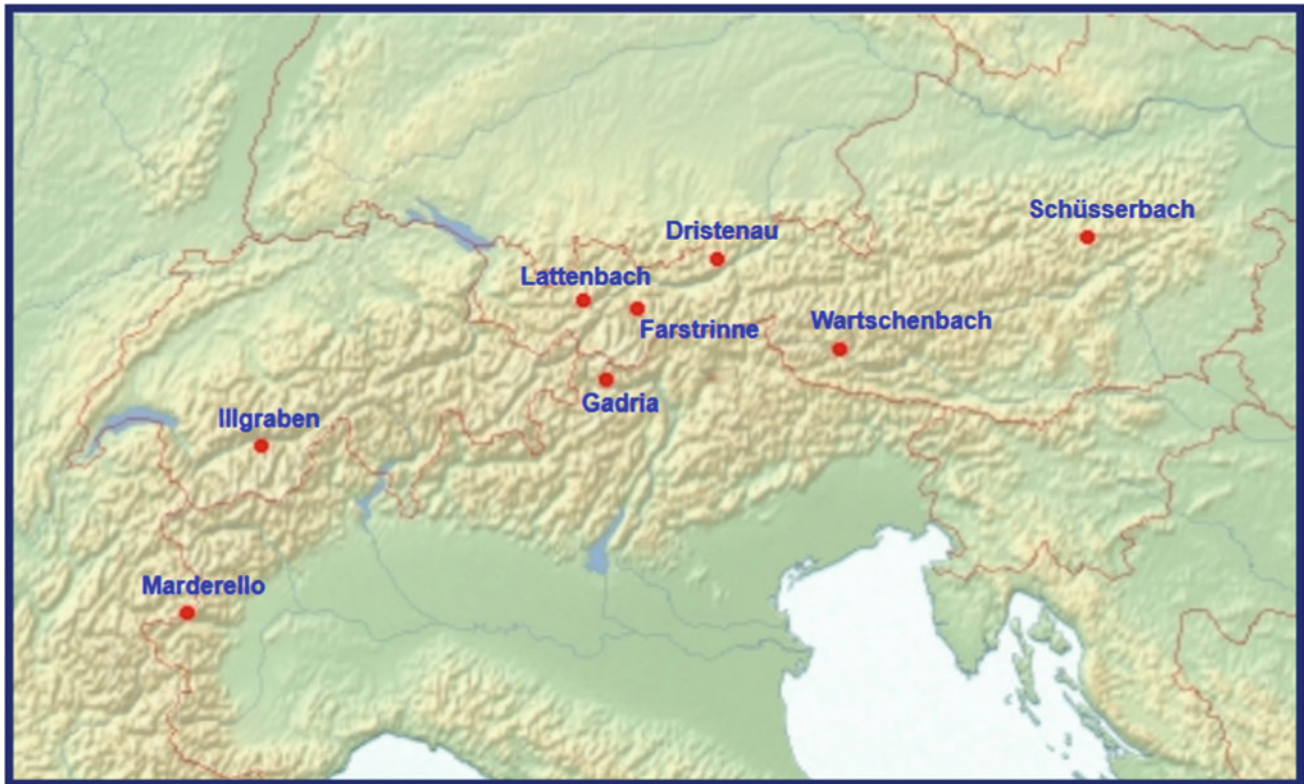 Schüsserbach
Dristenau
Lattenbach
Farstrinne
Wartschenbach
Gadria
Illgraben
Marderello